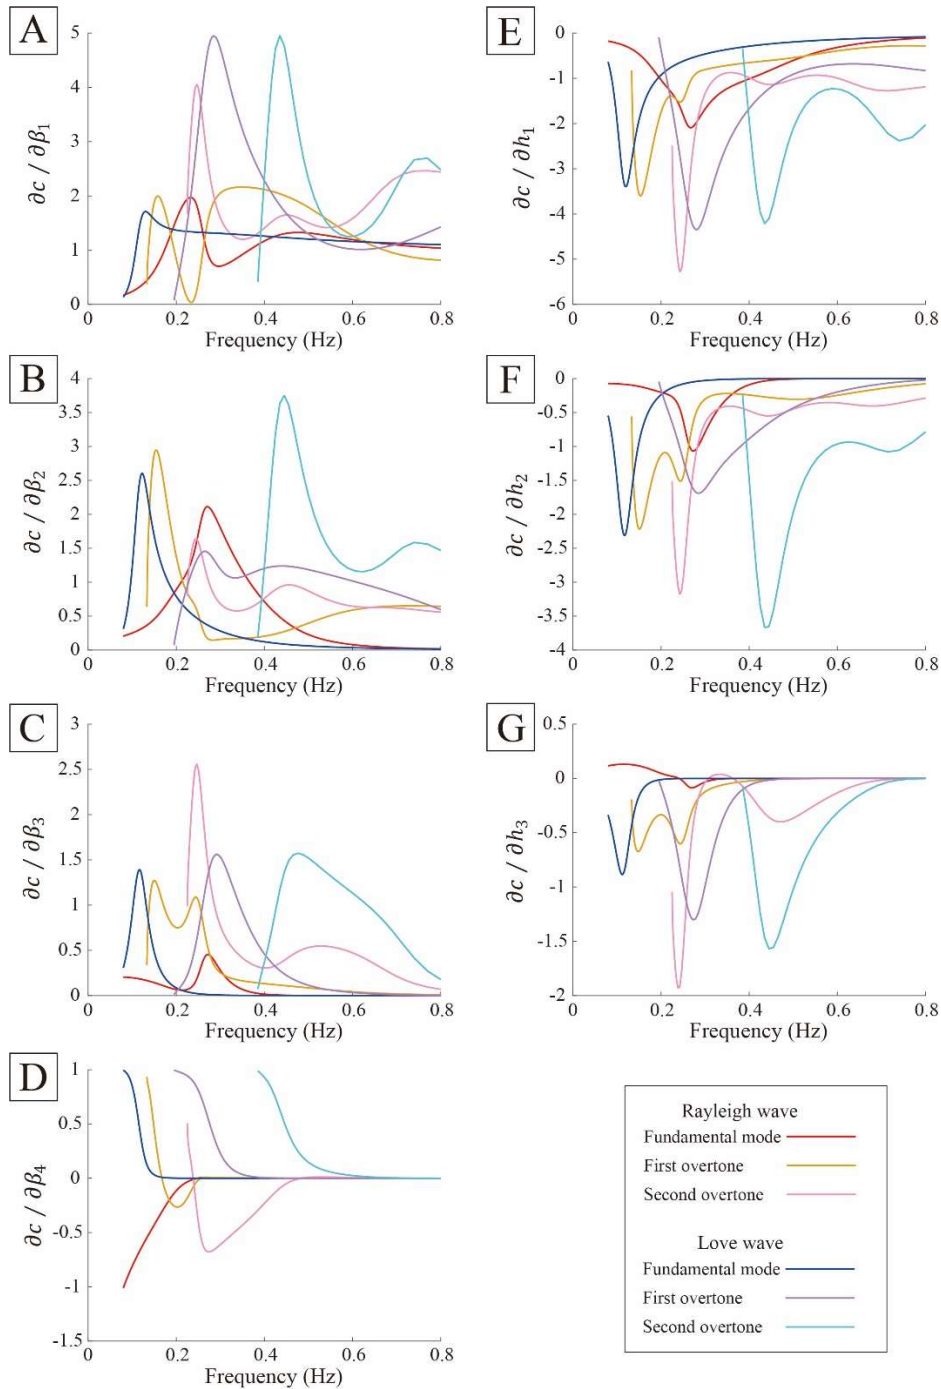 A
5
4
3
2
1
0
∂c / ∂β₁
0 0.2 0.4 0.6 0.8
Frequency (Hz)
E
0
-1
-2
-3
-4
-5
-6
∂c / ∂h₁
0 0.2 0.4 0.6 0.8
Frequency (Hz)
B
4
3.5
3
2.5
2
1.5
1
0.5
0
∂c / ∂β₂
0 0.2 0.4 0.6 0.8
Frequency (Hz)
F
0
-0.5
-1
-1.5
-2
-2.5
-3
-3.5
-4
∂c / ∂h₂
0 0.2 0.4 0.6 0.8
Frequency (Hz)
C
3
2.5
2
1.5
1
0.5
0
∂c / ∂β₃
0 0.2 0.4 0.6 0.8
Frequency (Hz)
G
0.5
0
-0.5
-1
-1.5
-2
∂c / ∂h₃
0 0.2 0.4 0.6 0.8
Frequency (Hz)
D
1
0.5
0
-0.5
-1
-1.5
∂c / ∂β₄
0 0.2 0.4 0.6 0.8
Frequency (Hz)
Rayleigh wave
Fundamental mode
First overtone
Second overtone
Love wave
Fundamental mode
First overtone
Second overtone